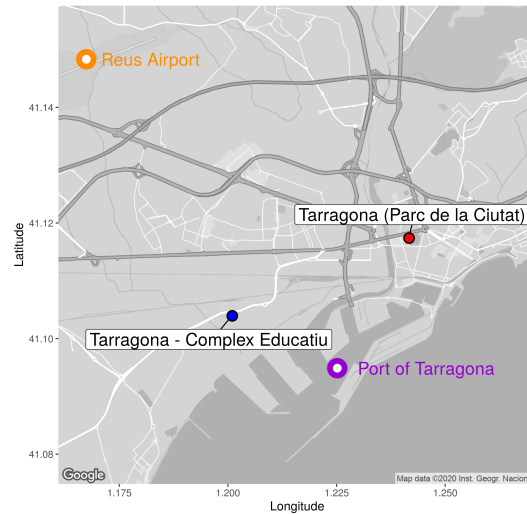 Reus Airport
41.14
Tarragona (Parc de la Ciutat)
41.12
Latitude
41.10
Tarragona - Complex Educatiu
Port of Tarragona
41.08
Google
Map data ©2020 Inst. Geogr. Nacion
1.175
1.200
1.225
1.250
Longitude